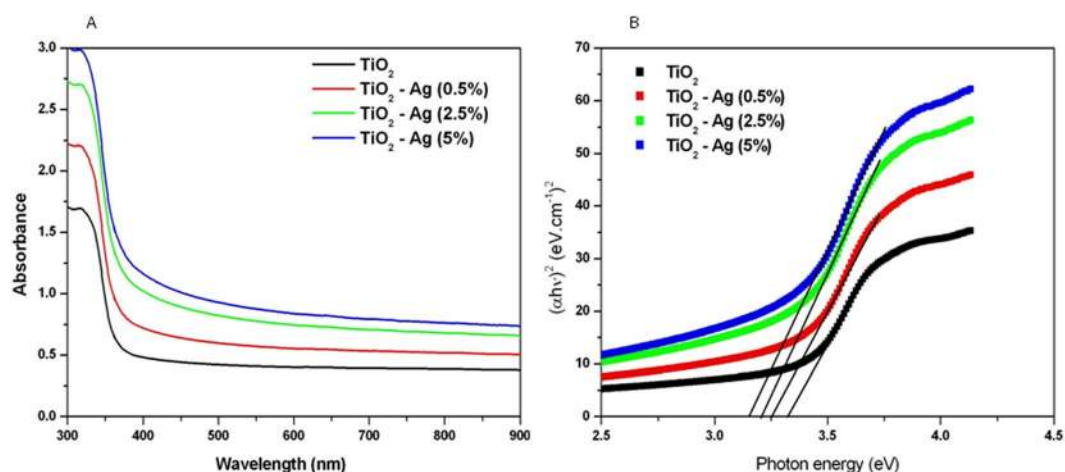 A
3.0
2.5
2.0
1.5
1.0
0.5
0.0
Absorbance
300 400 500 600 700 800 900
Wavelength (nm)
TiO₂
TiO₂ - Ag (0.5%)
TiO₂ - Ag (2.5%)
TiO₂ - Ag (5%)
B
70
60
50
40
30
20
10
0
(αhν)² (eV.cm⁻¹)²
2.5 3.0 3.5 4.0 4.5
Photon energy (eV)
TiO₂
TiO₂ - Ag (0.5%)
TiO₂ - Ag (2.5%)
TiO₂ - Ag (5%)